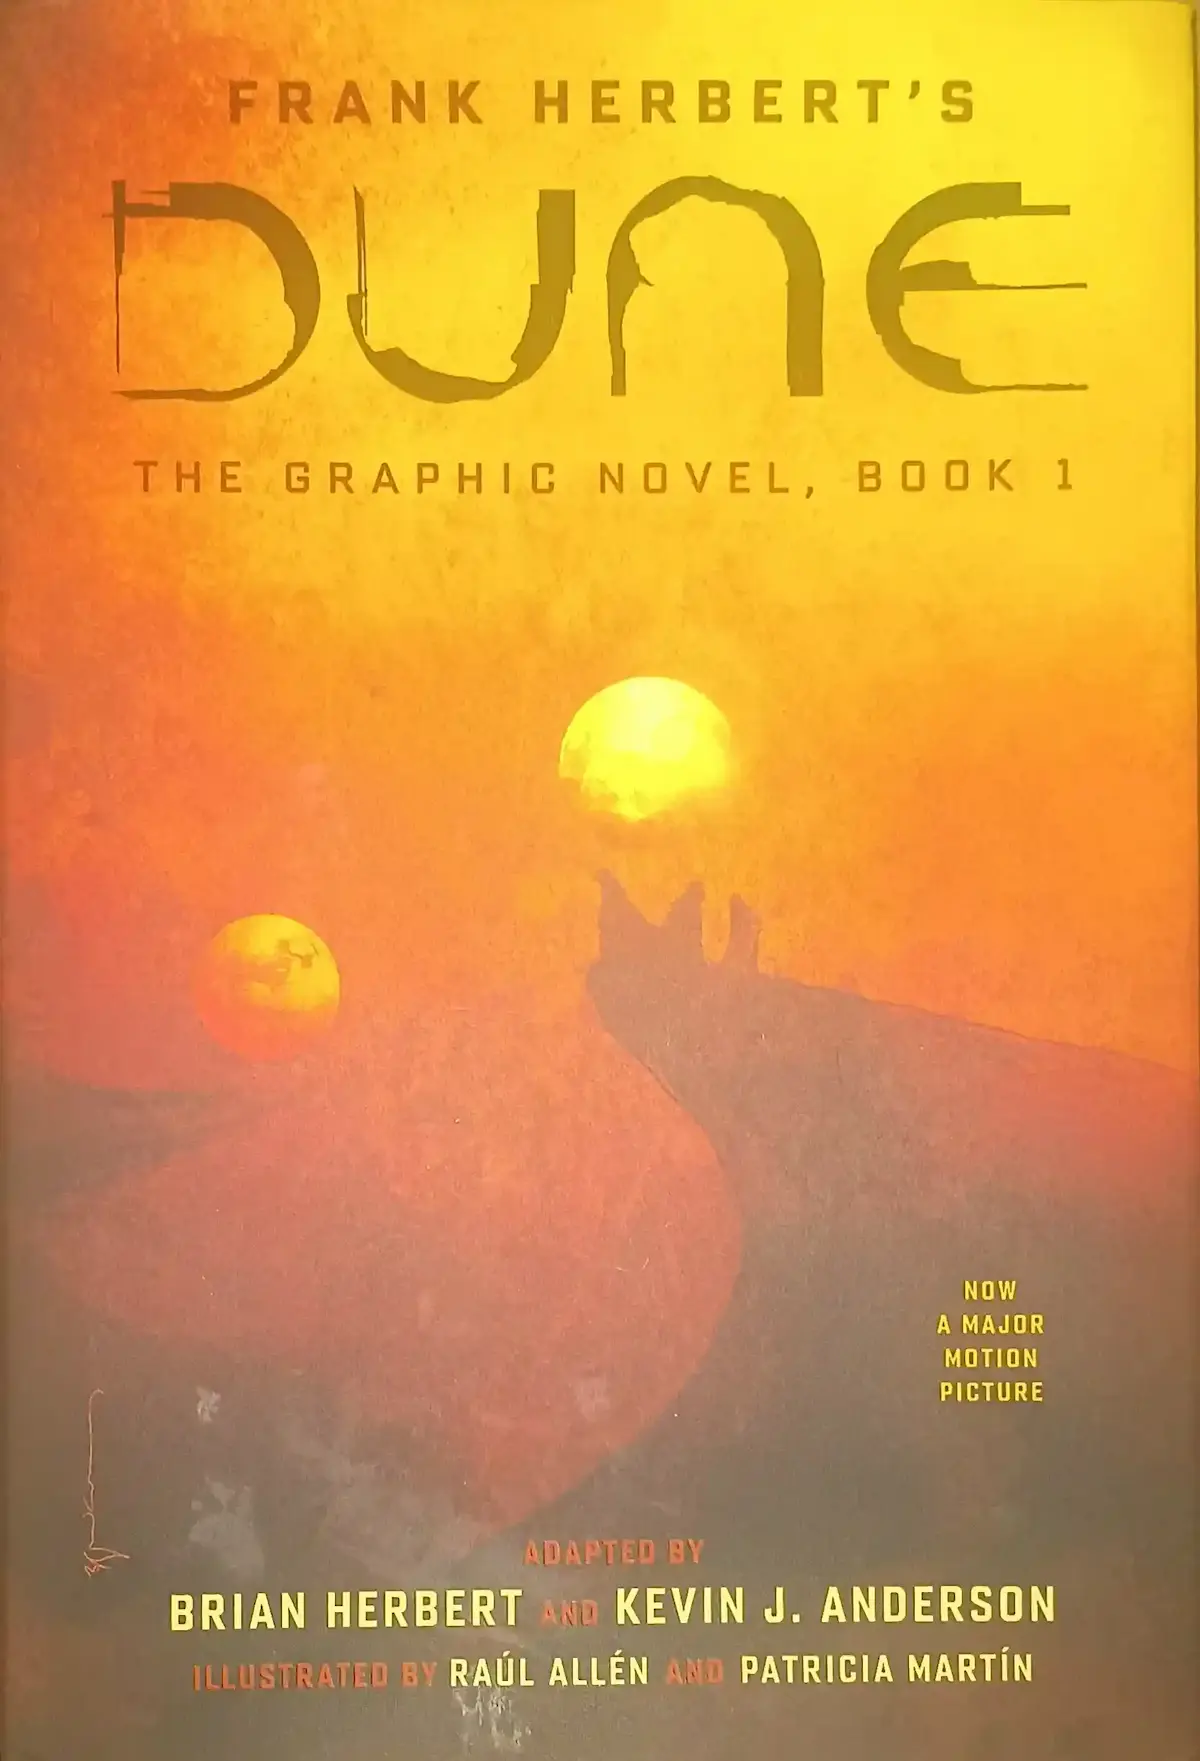 FRANK HERBERT'S
DUNE
THE GRAPHIC NOVEL, BOOK 1
NOW
A MAJOR
MOTION
PICTURE
ADAPTED BY
BRIAN HERBERT AND KEVIN J. ANDERSON
ILLUSTRATED BY RAÚL ALLÉN AND PATRICIA MARTÍN